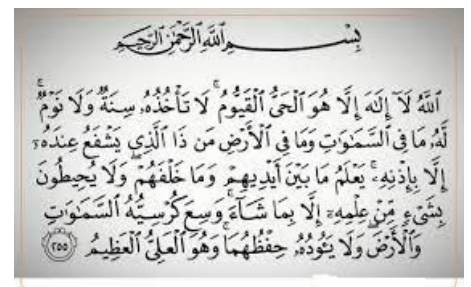 بِسْمِ اللَّهِ الرَّحْمَٰنِ الرَّحِيمِ
اللَّهُ لَا إِلَٰهَ إِلَّا هُوَ الْحَيُّ الْقَيُّومُ ۚ لَا تَأْخُذُهُ سِنَةٌ وَلَا نَوْمٌ ۚ
لَهُ مَا فِي السَّمَاوَاتِ وَمَا فِي الْأَرْضِ مَنْ ذَا الَّذِي يَشْفَعُ عِنْدَهُ
إِلَّا بِإِذْنِهِ ۚ يَعْلَمُ مَا بَيْنَ أَيْدِيهِمْ وَمَا خَلْفَهُمْ ۖ وَلَا يُحِيطُونَ
بِشَيْءٍ مِنْ عِلْمِهِ إِلَّا بِمَا شَاءَ ۚ وَسِعَ كُرْسِيُّهُ السَّمَاوَاتِ
وَالْأَرْضَ ۖ وَلَا يَئُودُهُ حِفْظُهُمَا ۚ وَهُوَ الْعَلِيُّ الْعَظِيمُ ٢٥٥